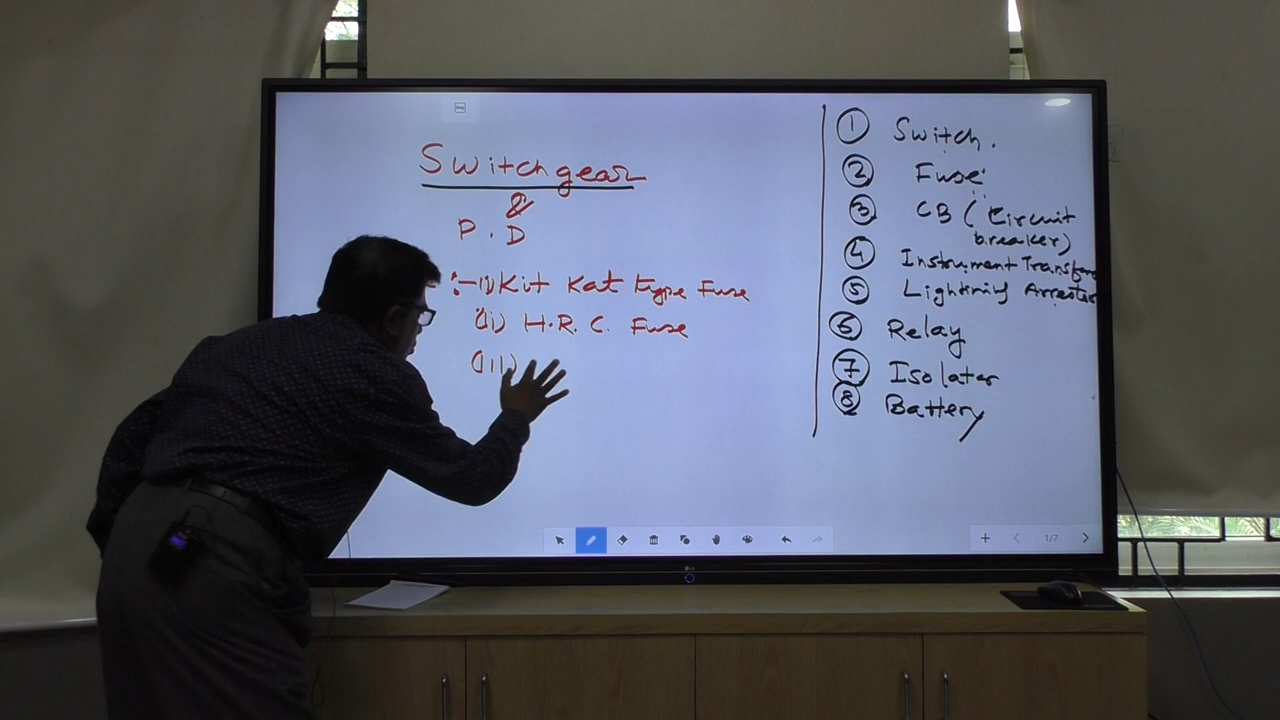 Switchgear
&
P. D
:-(i) Kit Kat type Fuse
(ii) H.R.C. Fuse
(iii)
① Switch.
② Fuse
③ CB (Circuit
breaker)
④ Instrument Transfor
⑤ Lightning Arrester
⑥ Relay
⑦ Isolater
⑧ Battery
1/7
LG